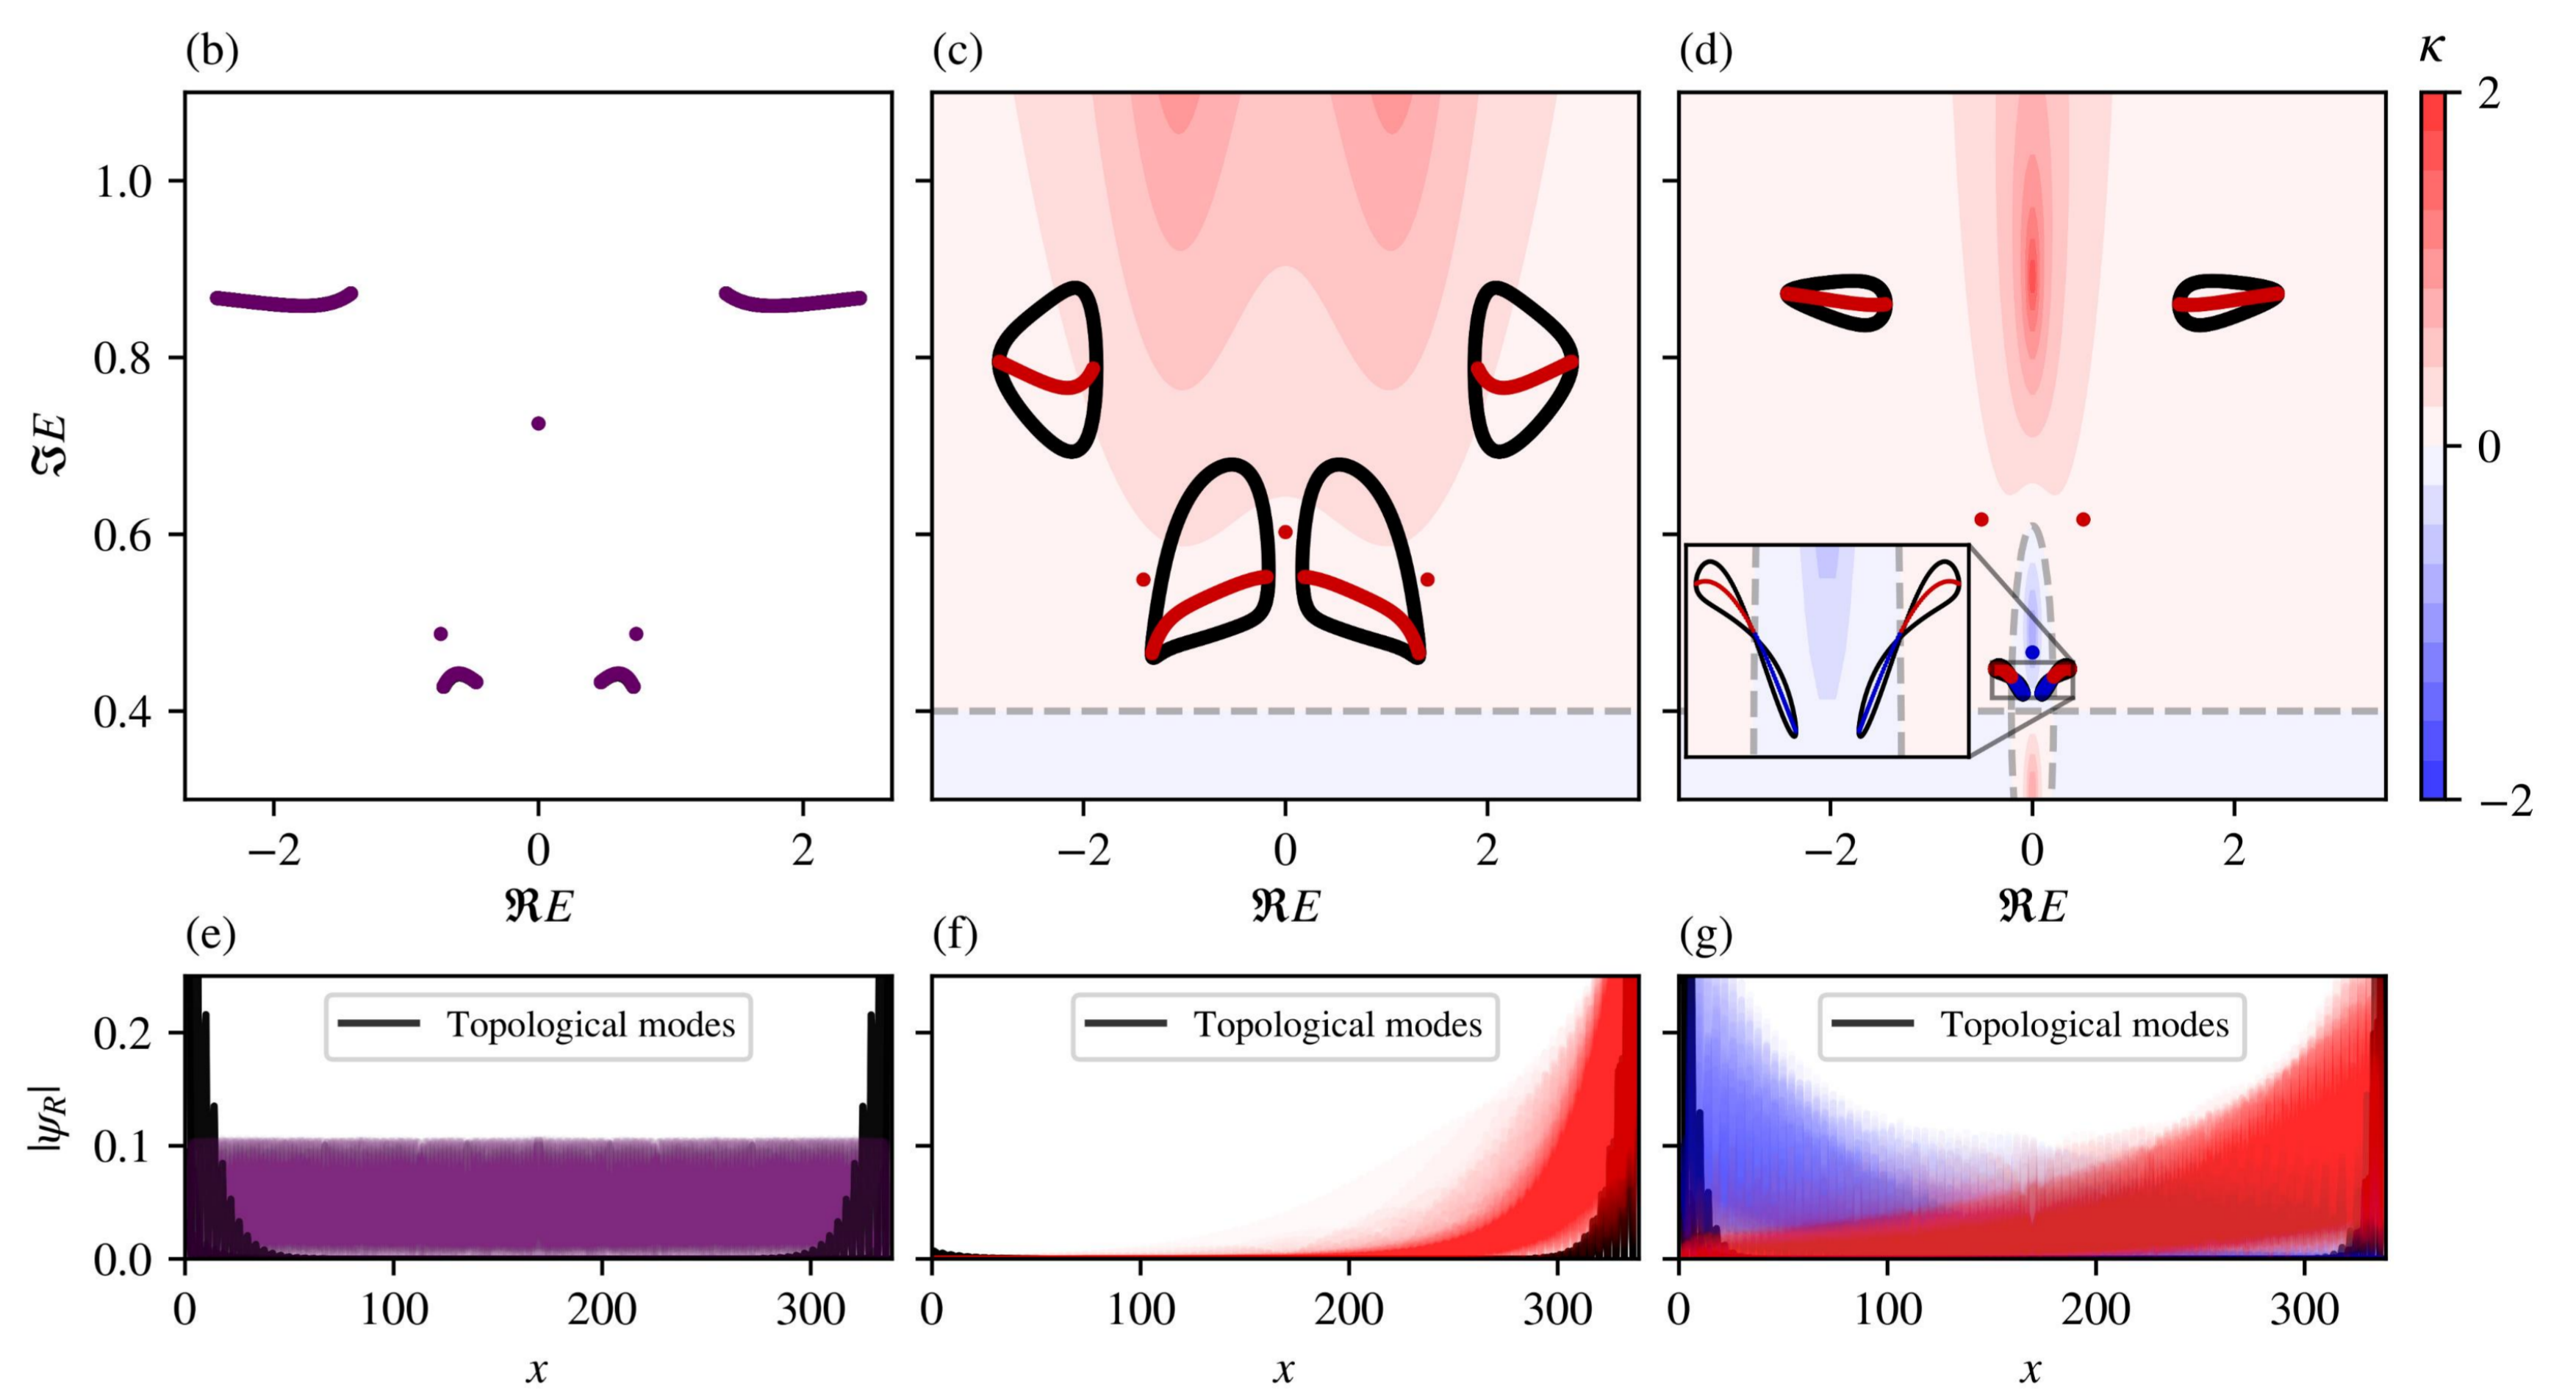 (b)
(c)
(d)
κ
ℑE
1.0
0.8
0.6
0.4
2
0
−2
−2 0 2
−2 0 2
−2 0 2
ℜE
ℜE
ℜE
(e)
(f)
(g)
Topological modes
Topological modes
Topological modes
|ψR|
0.2
0.1
0.0
0 100 200 300
0 100 200 300
0 100 200 300
x
x
x